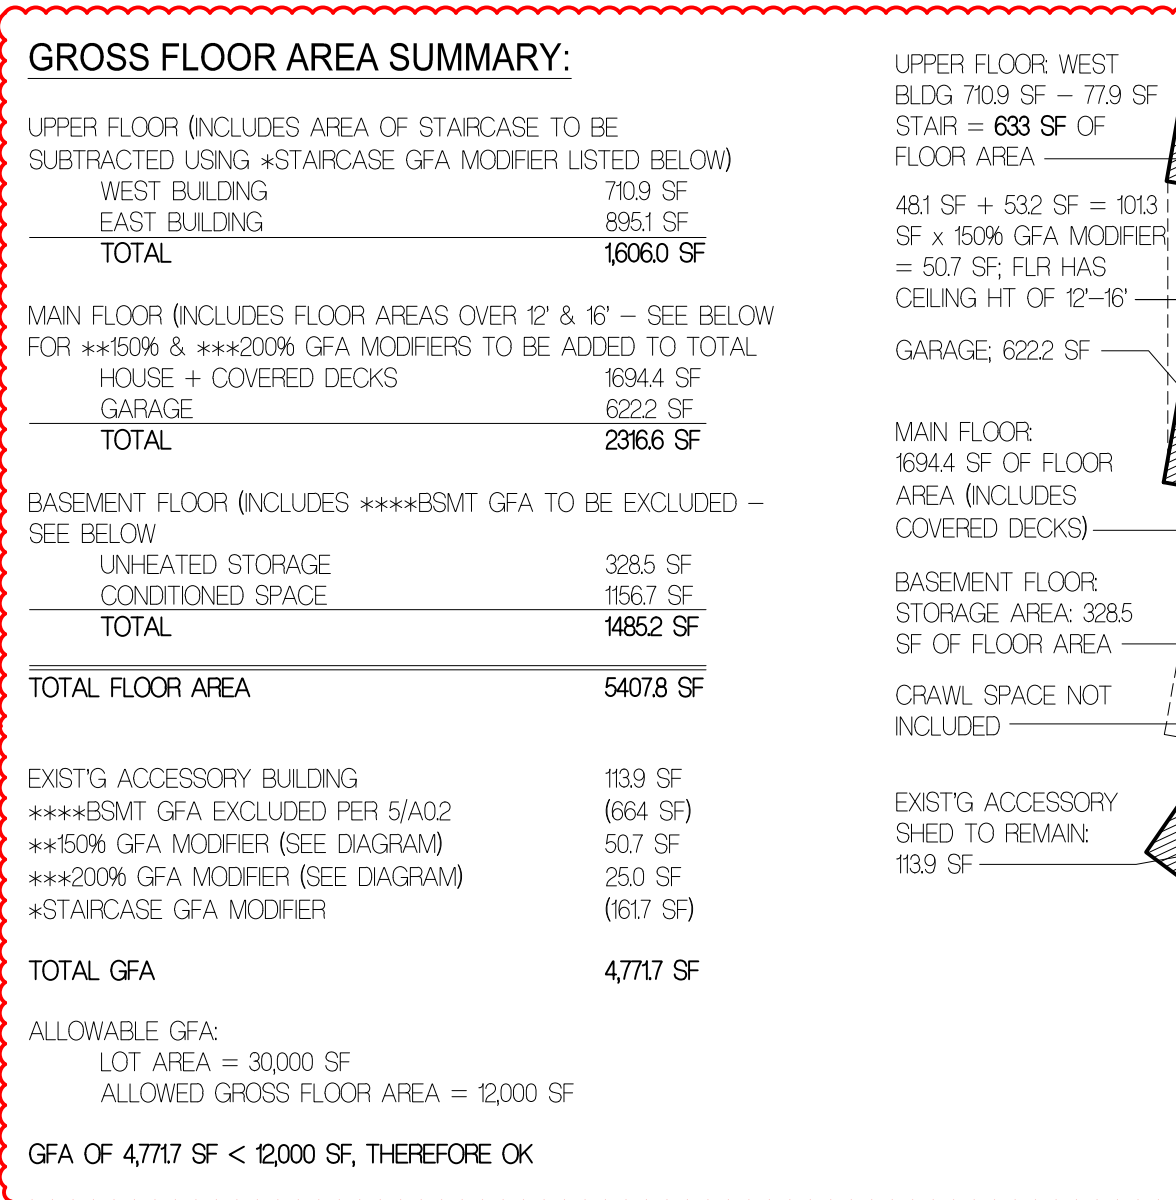 GROSS FLOOR AREA SUMMARY:
UPPER FLOOR (INCLUDES AREA OF STAIRCASE TO BE
SUBTRACTED USING *STAIRCASE GFA MODIFIER LISTED BELOW)
WEST BUILDING 710.9 SF
EAST BUILDING 895.1 SF
TOTAL 1,606.0 SF
MAIN FLOOR (INCLUDES FLOOR AREAS OVER 12' & 16' – SEE BELOW
FOR **150% & ***200% GFA MODIFIERS TO BE ADDED TO TOTAL
HOUSE + COVERED DECKS 1694.4 SF
GARAGE 622.2 SF
TOTAL 2316.6 SF
BASEMENT FLOOR (INCLUDES ****BSMT GFA TO BE EXCLUDED –
SEE BELOW
UNHEATED STORAGE 328.5 SF
CONDITIONED SPACE 1156.7 SF
TOTAL 1485.2 SF
TOTAL FLOOR AREA 5407.8 SF
EXIST'G ACCESSORY BUILDING 113.9 SF
****BSMT GFA EXCLUDED PER 5/A0.2 (664 SF)
**150% GFA MODIFIER (SEE DIAGRAM) 50.7 SF
***200% GFA MODIFIER (SEE DIAGRAM) 25.0 SF
*STAIRCASE GFA MODIFIER (161.7 SF)
TOTAL GFA 4,771.7 SF
ALLOWABLE GFA:
LOT AREA = 30,000 SF
ALLOWED GROSS FLOOR AREA = 12,000 SF
GFA OF 4,771.7 SF < 12,000 SF, THEREFORE OK
UPPER FLOOR: WEST
BLDG 710.9 SF – 77.9 SF
STAIR = 633 SF OF
FLOOR AREA
48.1 SF + 53.2 SF = 101.3
SF x 150% GFA MODIFIER
= 50.7 SF; FLR HAS
CEILING HT OF 12'–16'
GARAGE; 622.2 SF
MAIN FLOOR:
1694.4 SF OF FLOOR
AREA (INCLUDES
COVERED DECKS)
BASEMENT FLOOR:
STORAGE AREA: 328.5
SF OF FLOOR AREA
CRAWL SPACE NOT
INCLUDED
EXIST'G ACCESSORY
SHED TO REMAIN:
113.9 SF